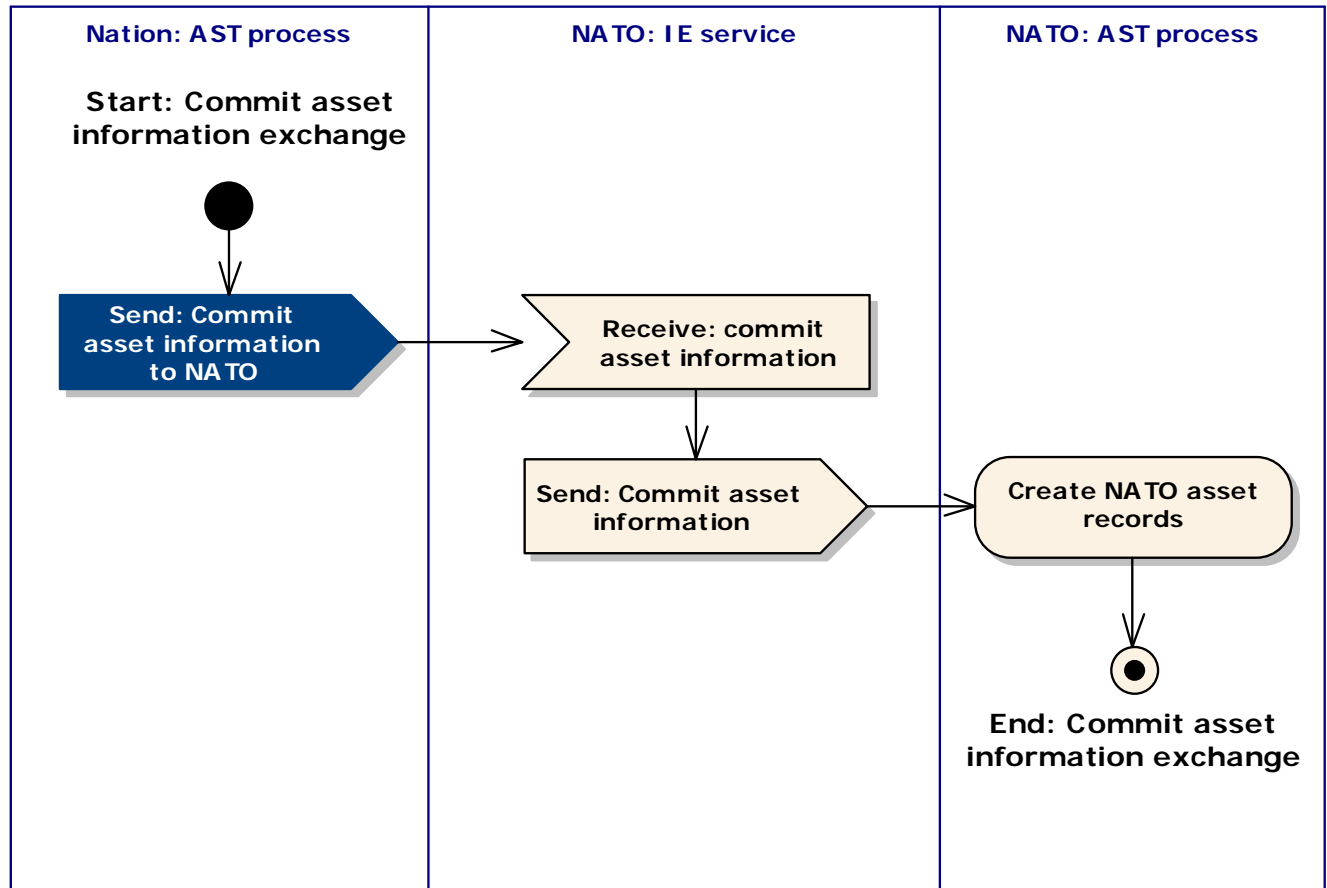 Nation: AST process
NATO: IE service
NATO: AST process
Start: Commit asset
information exchange
Send: Commit
asset information
to NATO
Receive: commit
asset information
Send: Commit asset
information
Create NATO asset
records
End: Commit asset
information exchange